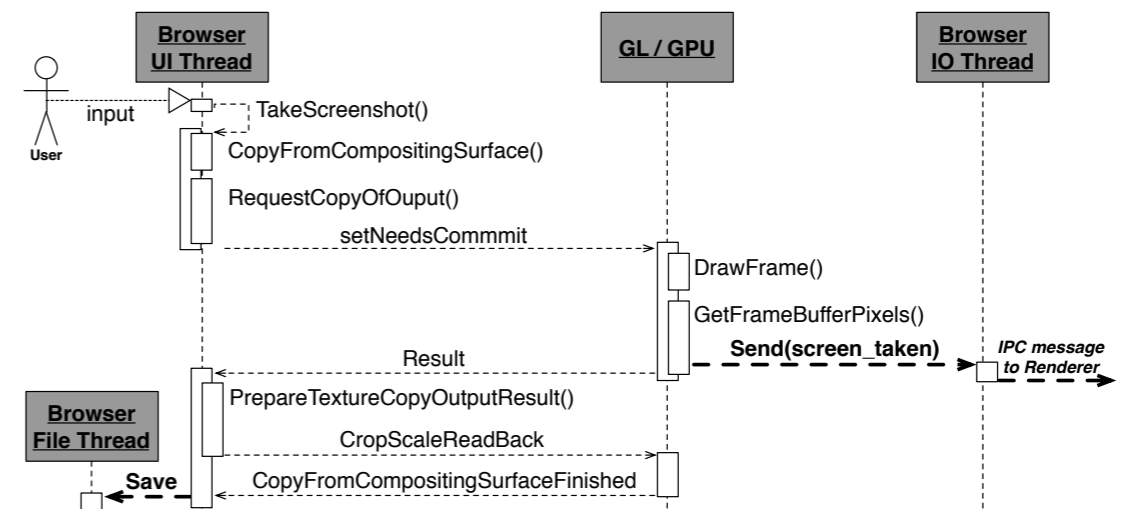 Browser
UI Thread
GL / GPU
Browser
IO Thread
input
User
TakeScreenshot()
CopyFromCompositingSurface()
RequestCopyOfOuput()
setNeedsCommmit
DrawFrame()
GetFrameBufferPixels()
Send(screen_taken)
IPC message
to Renderer
Result
PrepareTextureCopyOutputResult()
Browser
File Thread
CropScaleReadBack
CopyFromCompositingSurfaceFinished
Save